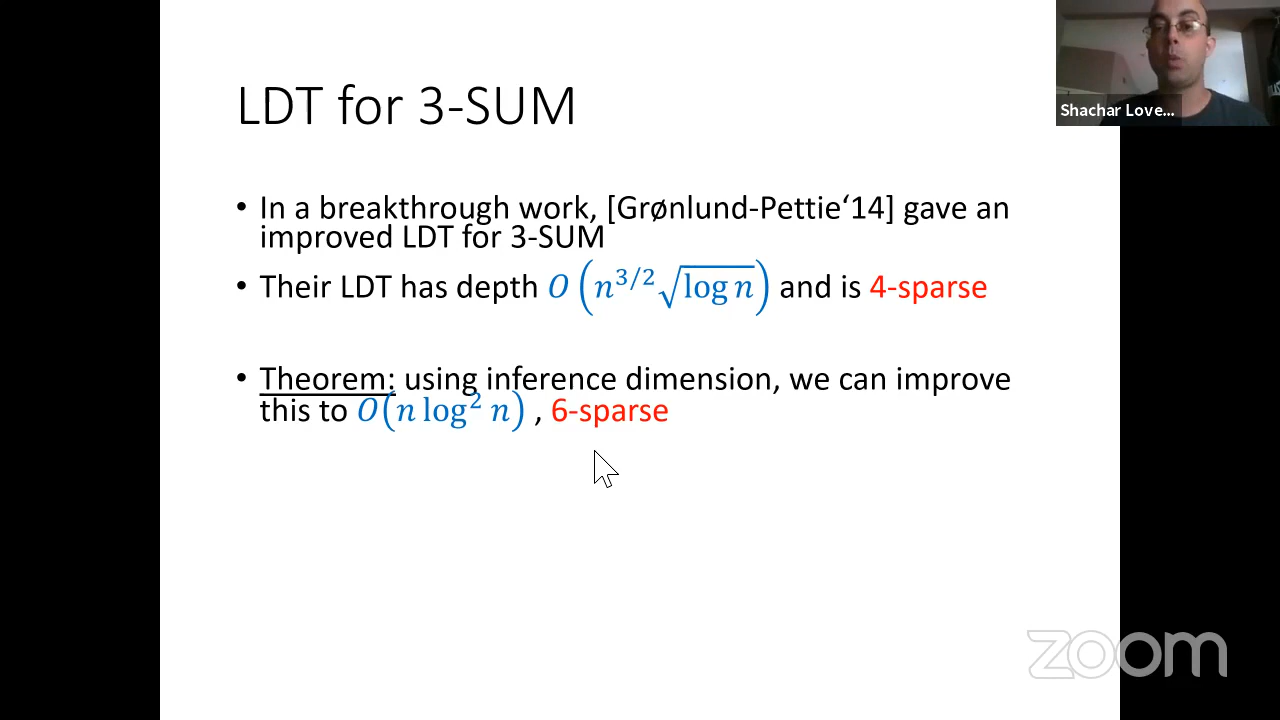 LDT for 3-SUM
Shachar Love...
• In a breakthrough work, [Grønlund-Pettie‘14] gave an
improved LDT for 3-SUM
• Their LDT has depth O(n^{3/2}√(log n)) and is 4-sparse
• Theorem: using inference dimension, we can improve
this to O(n log² n) , 6-sparse
zoom